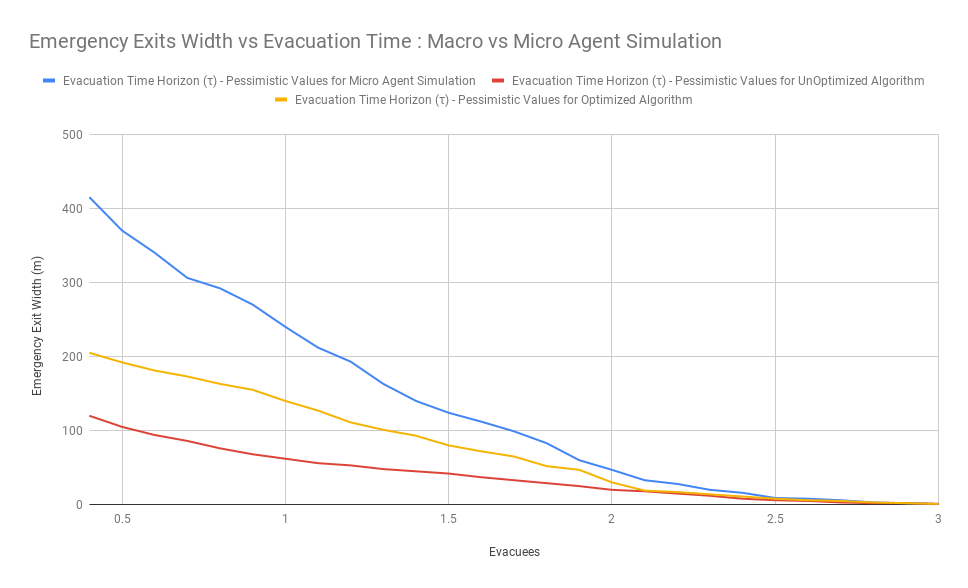 Emergency Exits Width vs Evacuation Time : Macro vs Micro Agent Simulation
Evacuation Time Horizon (τ) - Pessimistic Values for Micro Agent Simulation
Evacuation Time Horizon (τ) - Pessimistic Values for UnOptimized Algorithm
Evacuation Time Horizon (τ) - Pessimistic Values for Optimized Algorithm
Emergency Exit Width (m)
500
400
300
200
100
0
0.5 1 1.5 2 2.5 3
Evacuees